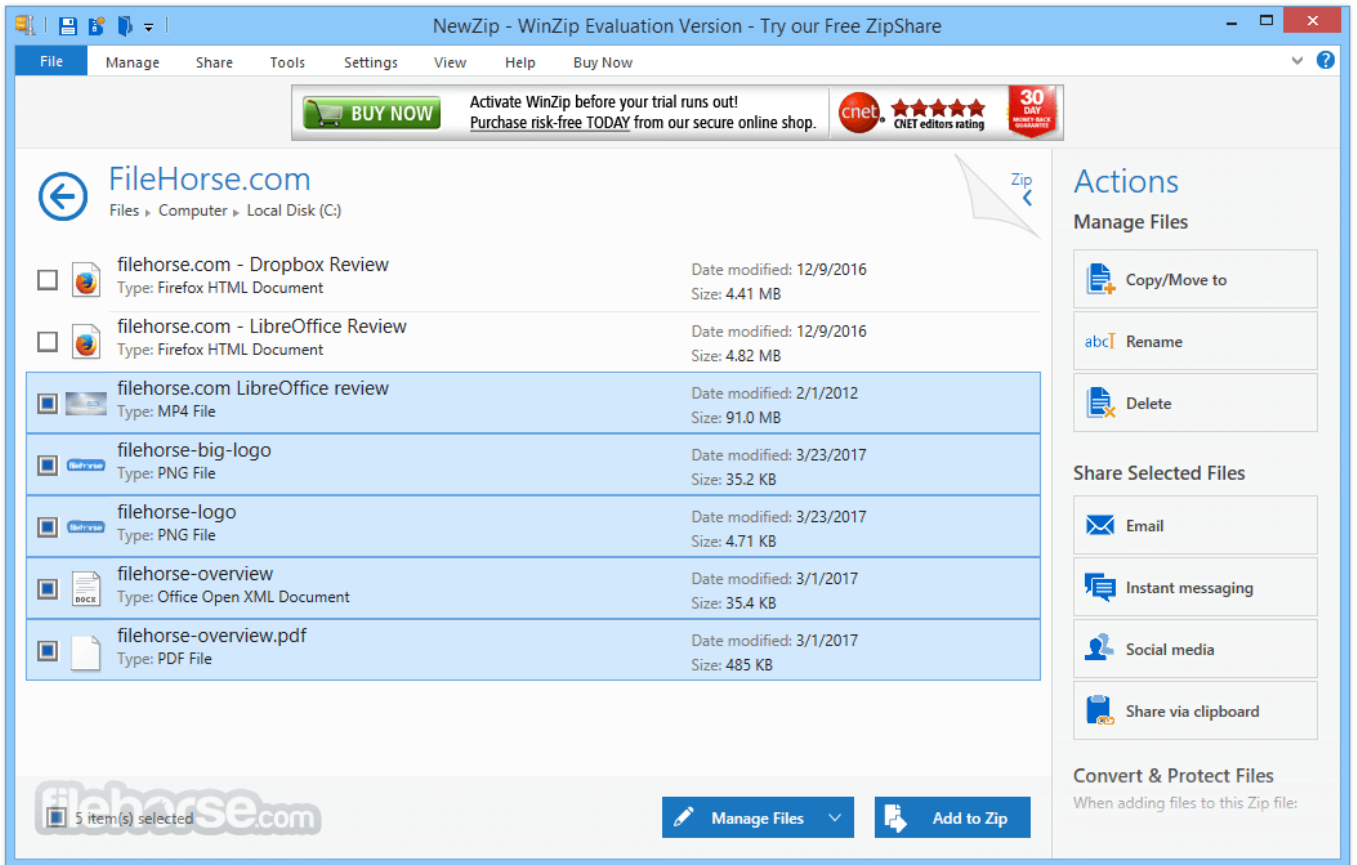 NewZip - WinZip Evaluation Version - Try our Free ZipShare
File Manage Share Tools Settings View Help Buy Now
BUY NOW
Activate WinZip before your trial runs out!
Purchase risk-free TODAY from our secure online shop.
cnet
CNET editors rating
30
DAY
MONEY-BACK
GUARANTEE
FileHorse.com
Files Computer Local Disk (C:)
Zip
filehorse.com - Dropbox Review
Type: Firefox HTML Document
Date modified: 12/9/2016
Size: 4.41 MB
filehorse.com - LibreOffice Review
Type: Firefox HTML Document
Date modified: 12/9/2016
Size: 4.82 MB
filehorse.com LibreOffice review
Type: MP4 File
Date modified: 2/1/2012
Size: 91.0 MB
filehorse-big-logo
Type: PNG File
Date modified: 3/23/2017
Size: 35.2 KB
filehorse
filehorse-logo
Type: PNG File
Date modified: 3/23/2017
Size: 4.71 KB
filehorse
filehorse-overview
Type: Office Open XML Document
Date modified: 3/1/2017
Size: 35.4 KB
DOCX
filehorse-overview.pdf
Type: PDF File
Date modified: 3/1/2017
Size: 485 KB
filehorse.com
5 item(s) selected
Manage Files
Add to Zip
Actions
Manage Files
Copy/Move to
abc Rename
Delete
Share Selected Files
Email
Instant messaging
Social media
Share via clipboard
Convert & Protect Files
When adding files to this Zip file: